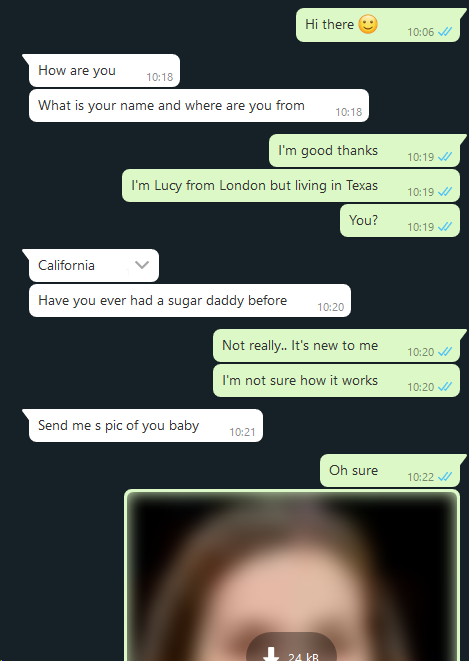 Hi there 🙂
10:06
How are you
10:18
What is your name and where are you from
10:18
I'm good thanks
10:19
I'm Lucy from London but living in Texas
10:19
You?
10:19
California
Have you ever had a sugar daddy before
10:20
Not really.. It's new to me
10:20
I'm not sure how it works
10:20
Send me s pic of you baby
10:21
Oh sure
10:22
24 kB